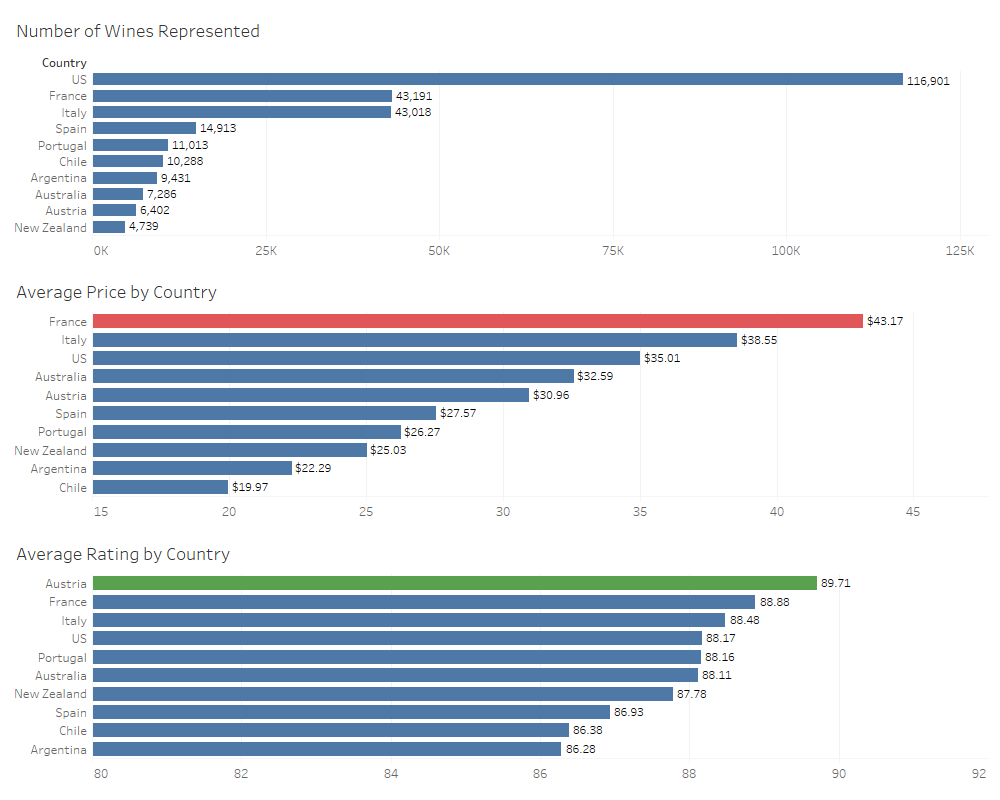 Number of Wines Represented
Country
US 116,901
France 43,191
Italy 43,018
Spain 14,913
Portugal 11,013
Chile 10,288
Argentina 9,431
Australia 7,286
Austria 6,402
New Zealand 4,739
0K 25K 50K 75K 100K 125K
Average Price by Country
France $43.17
Italy $38.55
US $35.01
Australia $32.59
Austria $30.96
Spain $27.57
Portugal $26.27
New Zealand $25.03
Argentina $22.29
Chile $19.97
15 20 25 30 35 40 45
Average Rating by Country
Austria 89.71
France 88.88
Italy 88.48
US 88.17
Portugal 88.16
Australia 88.11
New Zealand 87.78
Spain 86.93
Chile 86.38
Argentina 86.28
80 82 84 86 88 90 92